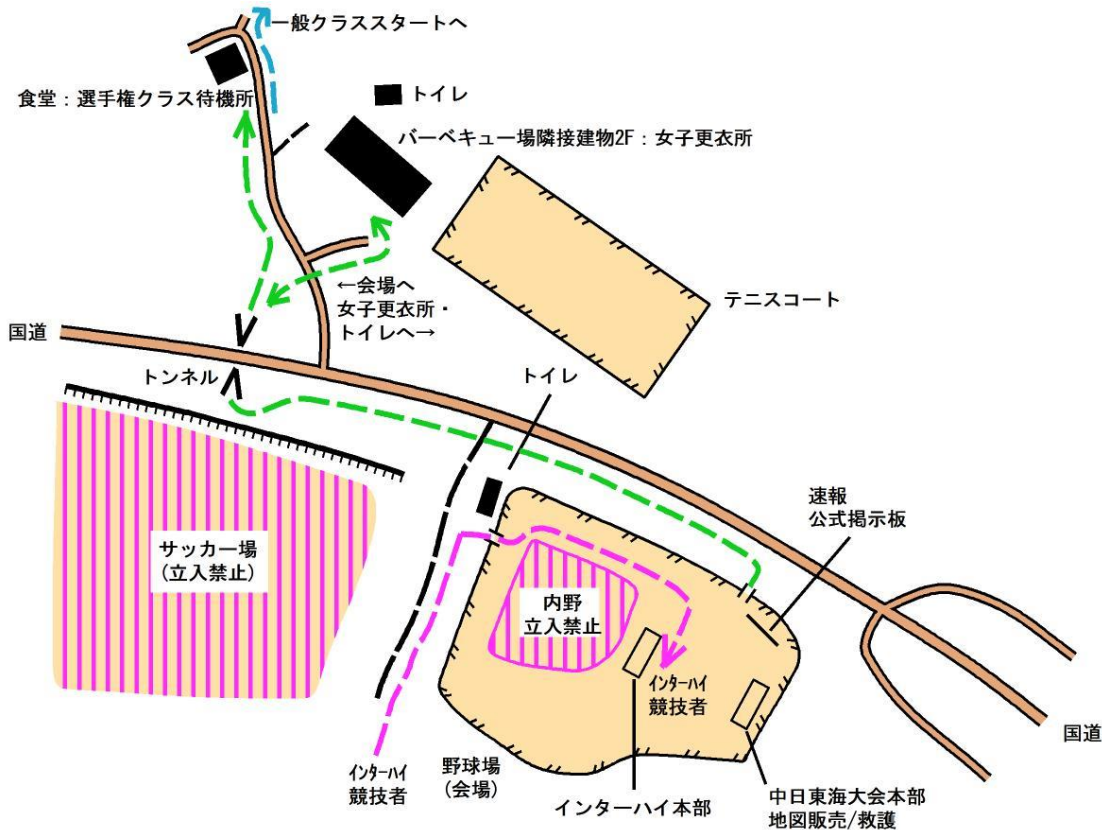 一般クラススタートへ
食堂：選手権クラス待機所
トイレ
バーベキュー場隣接建物2F：女子更衣所
←会場へ
女子更衣所・
トイレへ→
テニスコート
国道
トンネル
トイレ
速報
公式掲示板
サッカー場
(立入禁止)
内野
立入禁止
ｲﾝﾀｰﾊｲ
競技者
国道
ｲﾝﾀｰﾊｲ
競技者
野球場
(会場)
インターハイ本部
中日東海大会本部
地図販売/救護